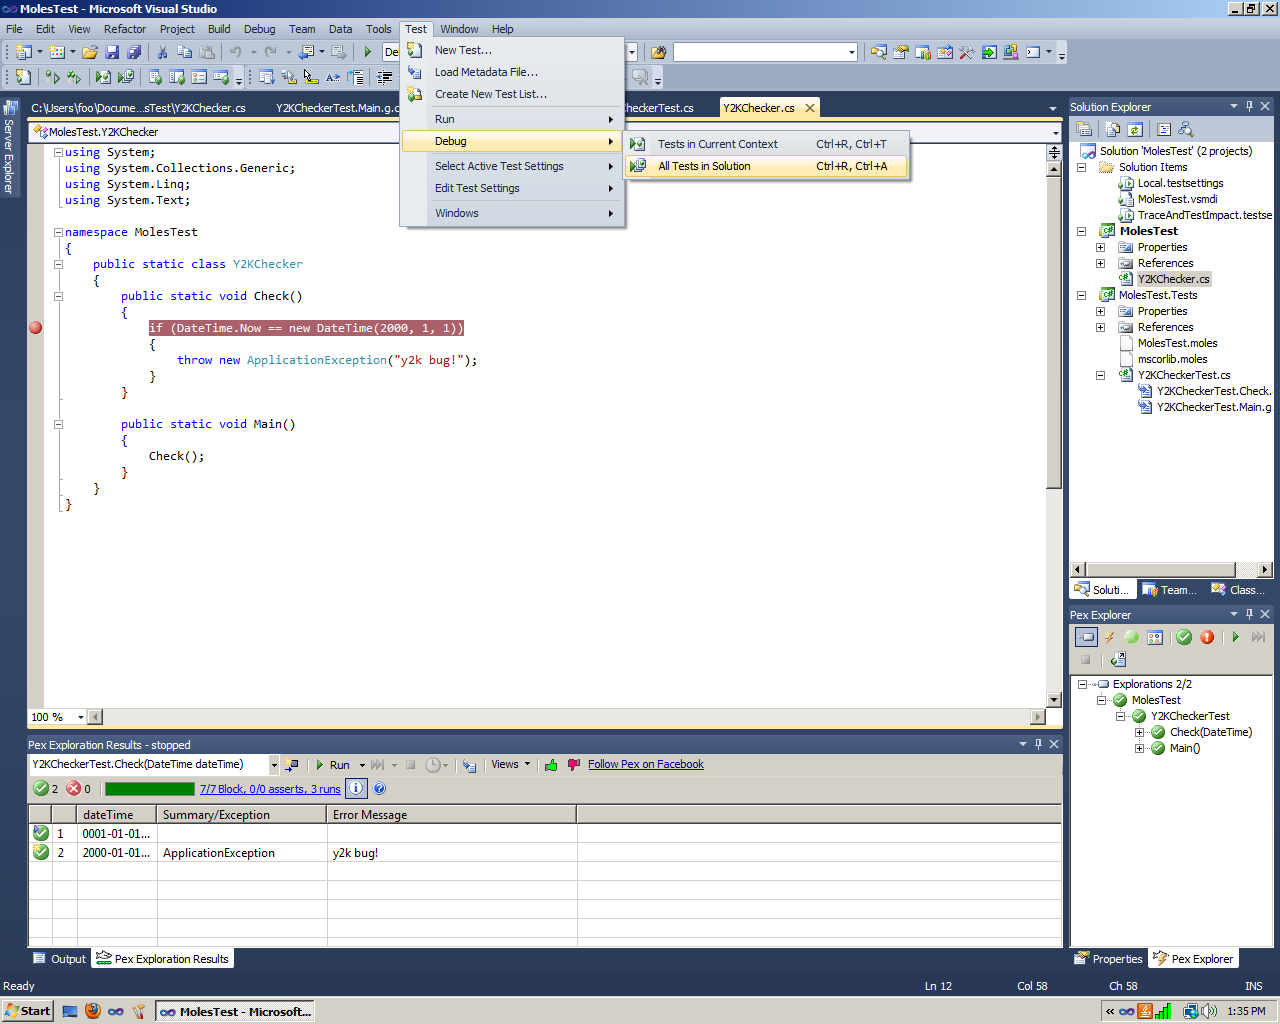 MolesTest - Microsoft Visual Studio
File Edit View Refactor Project Build Debug Team Data Tools Test Window Help
New Test...
Load Metadata File...
Create New Test List...
Run
Debug
Select Active Test Settings
Edit Test Settings
Windows
Tests in Current Context Ctrl+R, Ctrl+T
All Tests in Solution Ctrl+R, Ctrl+A
Server Explorer
C:\Users\foo\Docume...sTest\Y2KChecker.cs Y2KCheckerTest.Main.g.c CheckerTest.cs Y2KChecker.cs
MolesTest.Y2KChecker
using System;
using System.Collections.Generic;
using System.Linq;
using System.Text;
namespace MolesTest
{
public static class Y2KChecker
{
public static void Check()
{
if (DateTime.Now == new DateTime(2000, 1, 1))
{
throw new ApplicationException("y2k bug!");
}
}
public static void Main()
{
Check();
}
}
}
100 %
Solution Explorer
Solution 'MolesTest' (2 projects)
Solution Items
Local.testsettings
MolesTest.vsmdi
TraceAndTestImpact.testse
MolesTest
Properties
References
Y2KChecker.cs
MolesTest.Tests
Properties
References
MolesTest.moles
mscorlib.moles
Y2KCheckerTest.cs
Y2KCheckerTest.Check.
Y2KCheckerTest.Main.g
Soluti... Team... Class...
Pex Explorer
Explorations 2/2
MolesTest
Y2KCheckerTest
Check(DateTime)
Main()
Properties Pex Explorer
Pex Exploration Results - stopped
Y2KCheckerTest.Check(DateTime dateTime) Run Views Follow Pex on Facebook
2 0 7/7 Block, 0/0 asserts, 3 runs
dateTime Summary/Exception Error Message
1 0001-01-01...
2 2000-01-01... ApplicationException y2k bug!
Output Pex Exploration Results
Ready Ln 12 Col 58 Ch 58 INS
Start MolesTest - Microsoft... 1:35 PM